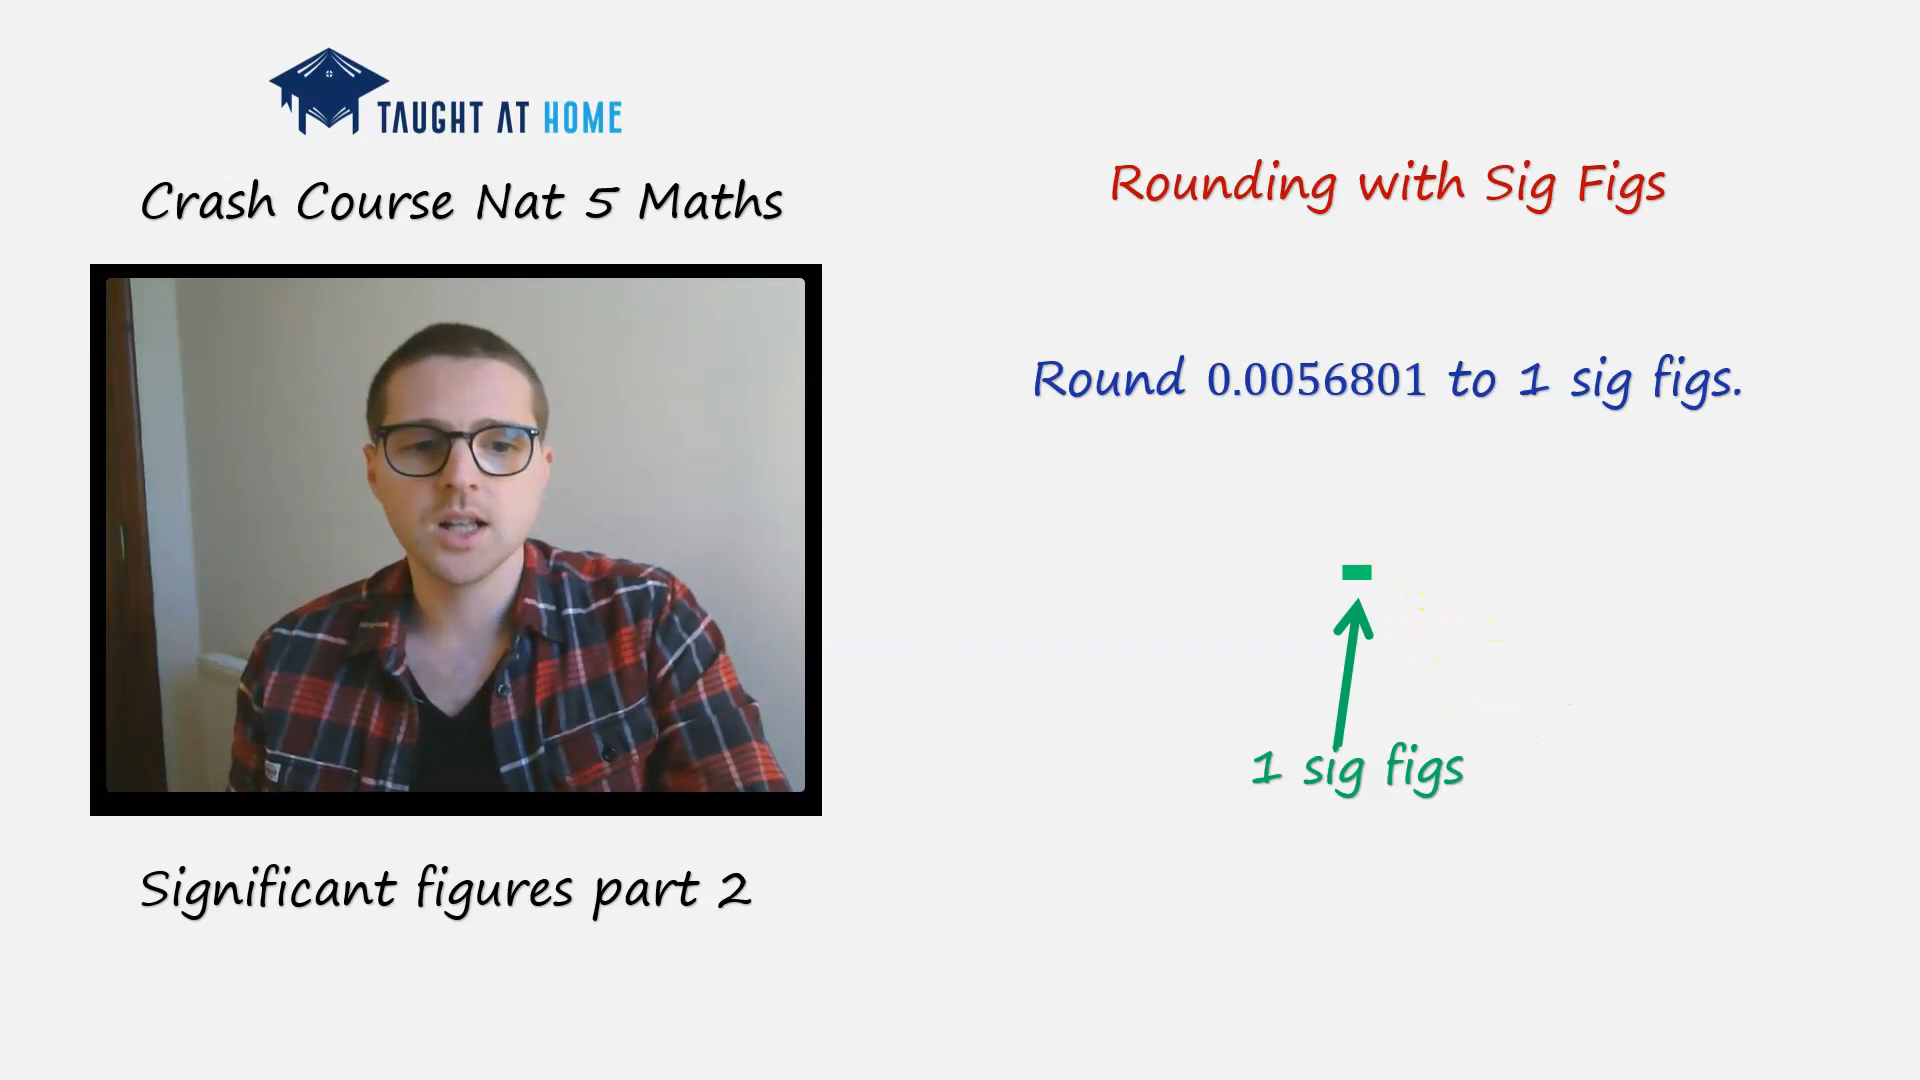 TAUGHT AT HOME
Crash Course Nat 5 Maths
Rounding with Sig Figs
Round 0.0056801 to 1 sig figs.
1 sig figs
Significant figures part 2